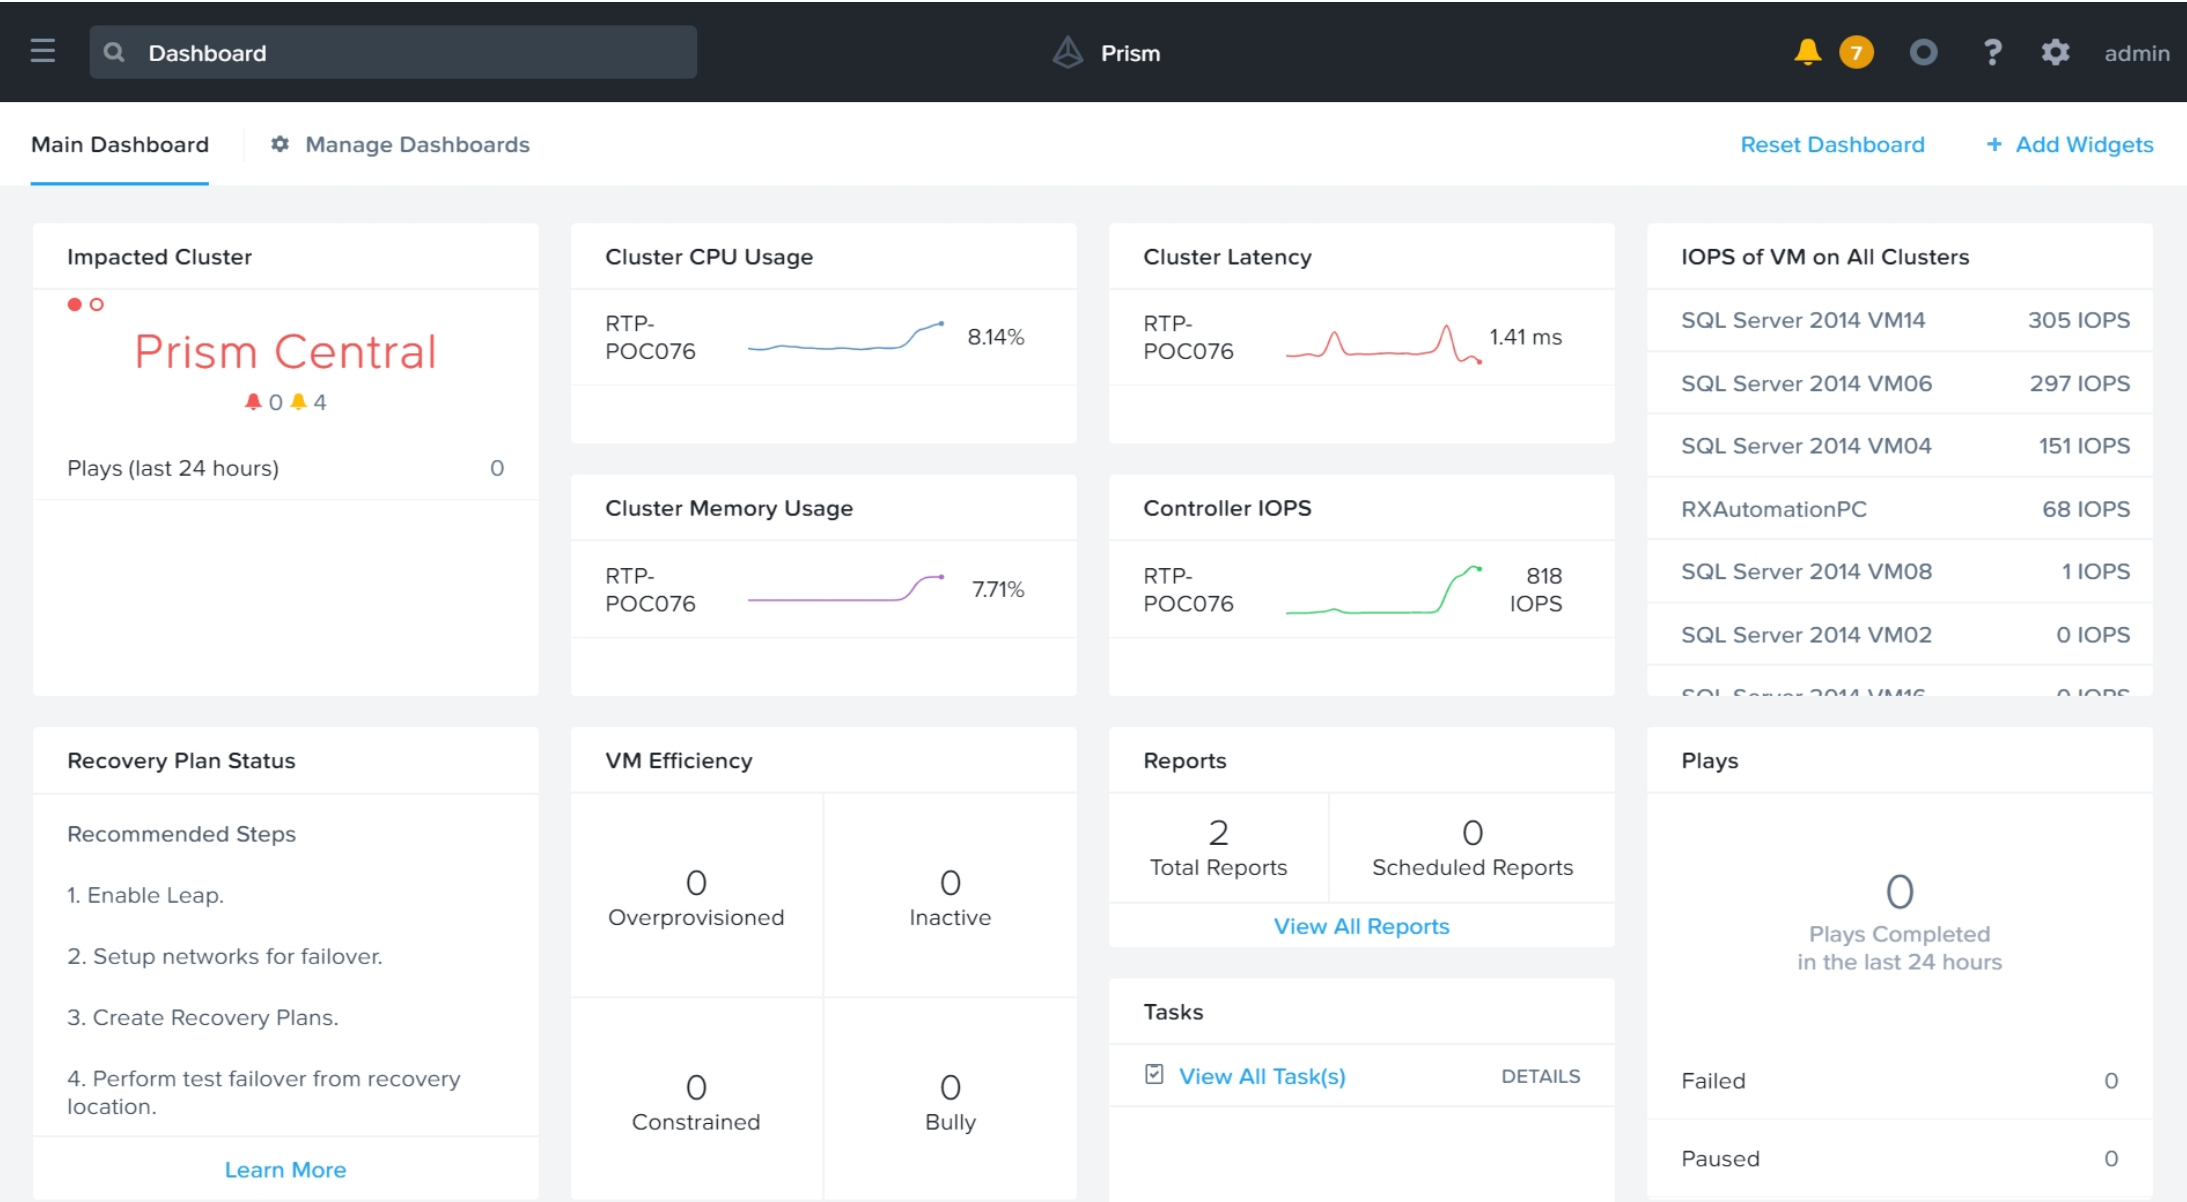 Dashboard
Prism
7
?
admin
Main Dashboard
Manage Dashboards
Reset Dashboard
+ Add Widgets
Impacted Cluster
Prism Central
0 4
Plays (last 24 hours) 0
Cluster CPU Usage
RTP-
POC076
8.14%
Cluster Latency
RTP-
POC076
1.41 ms
IOPS of VM on All Clusters
SQL Server 2014 VM14 305 IOPS
SQL Server 2014 VM06 297 IOPS
SQL Server 2014 VM04 151 IOPS
RXAutomationPC 68 IOPS
SQL Server 2014 VM08 1 IOPS
SQL Server 2014 VM02 0 IOPS
SQL Server 2014 VM16 0 IOPS
Cluster Memory Usage
RTP-
POC076
7.71%
Controller IOPS
RTP-
POC076
818
IOPS
Recovery Plan Status
Recommended Steps
1. Enable Leap.
2. Setup networks for failover.
3. Create Recovery Plans.
4. Perform test failover from recovery
location.
Learn More
VM Efficiency
0
Overprovisioned
0
Inactive
0
Constrained
0
Bully
Reports
2
Total Reports
0
Scheduled Reports
View All Reports
Tasks
View All Task(s) DETAILS
Plays
0
Plays Completed
in the last 24 hours
Failed 0
Paused 0